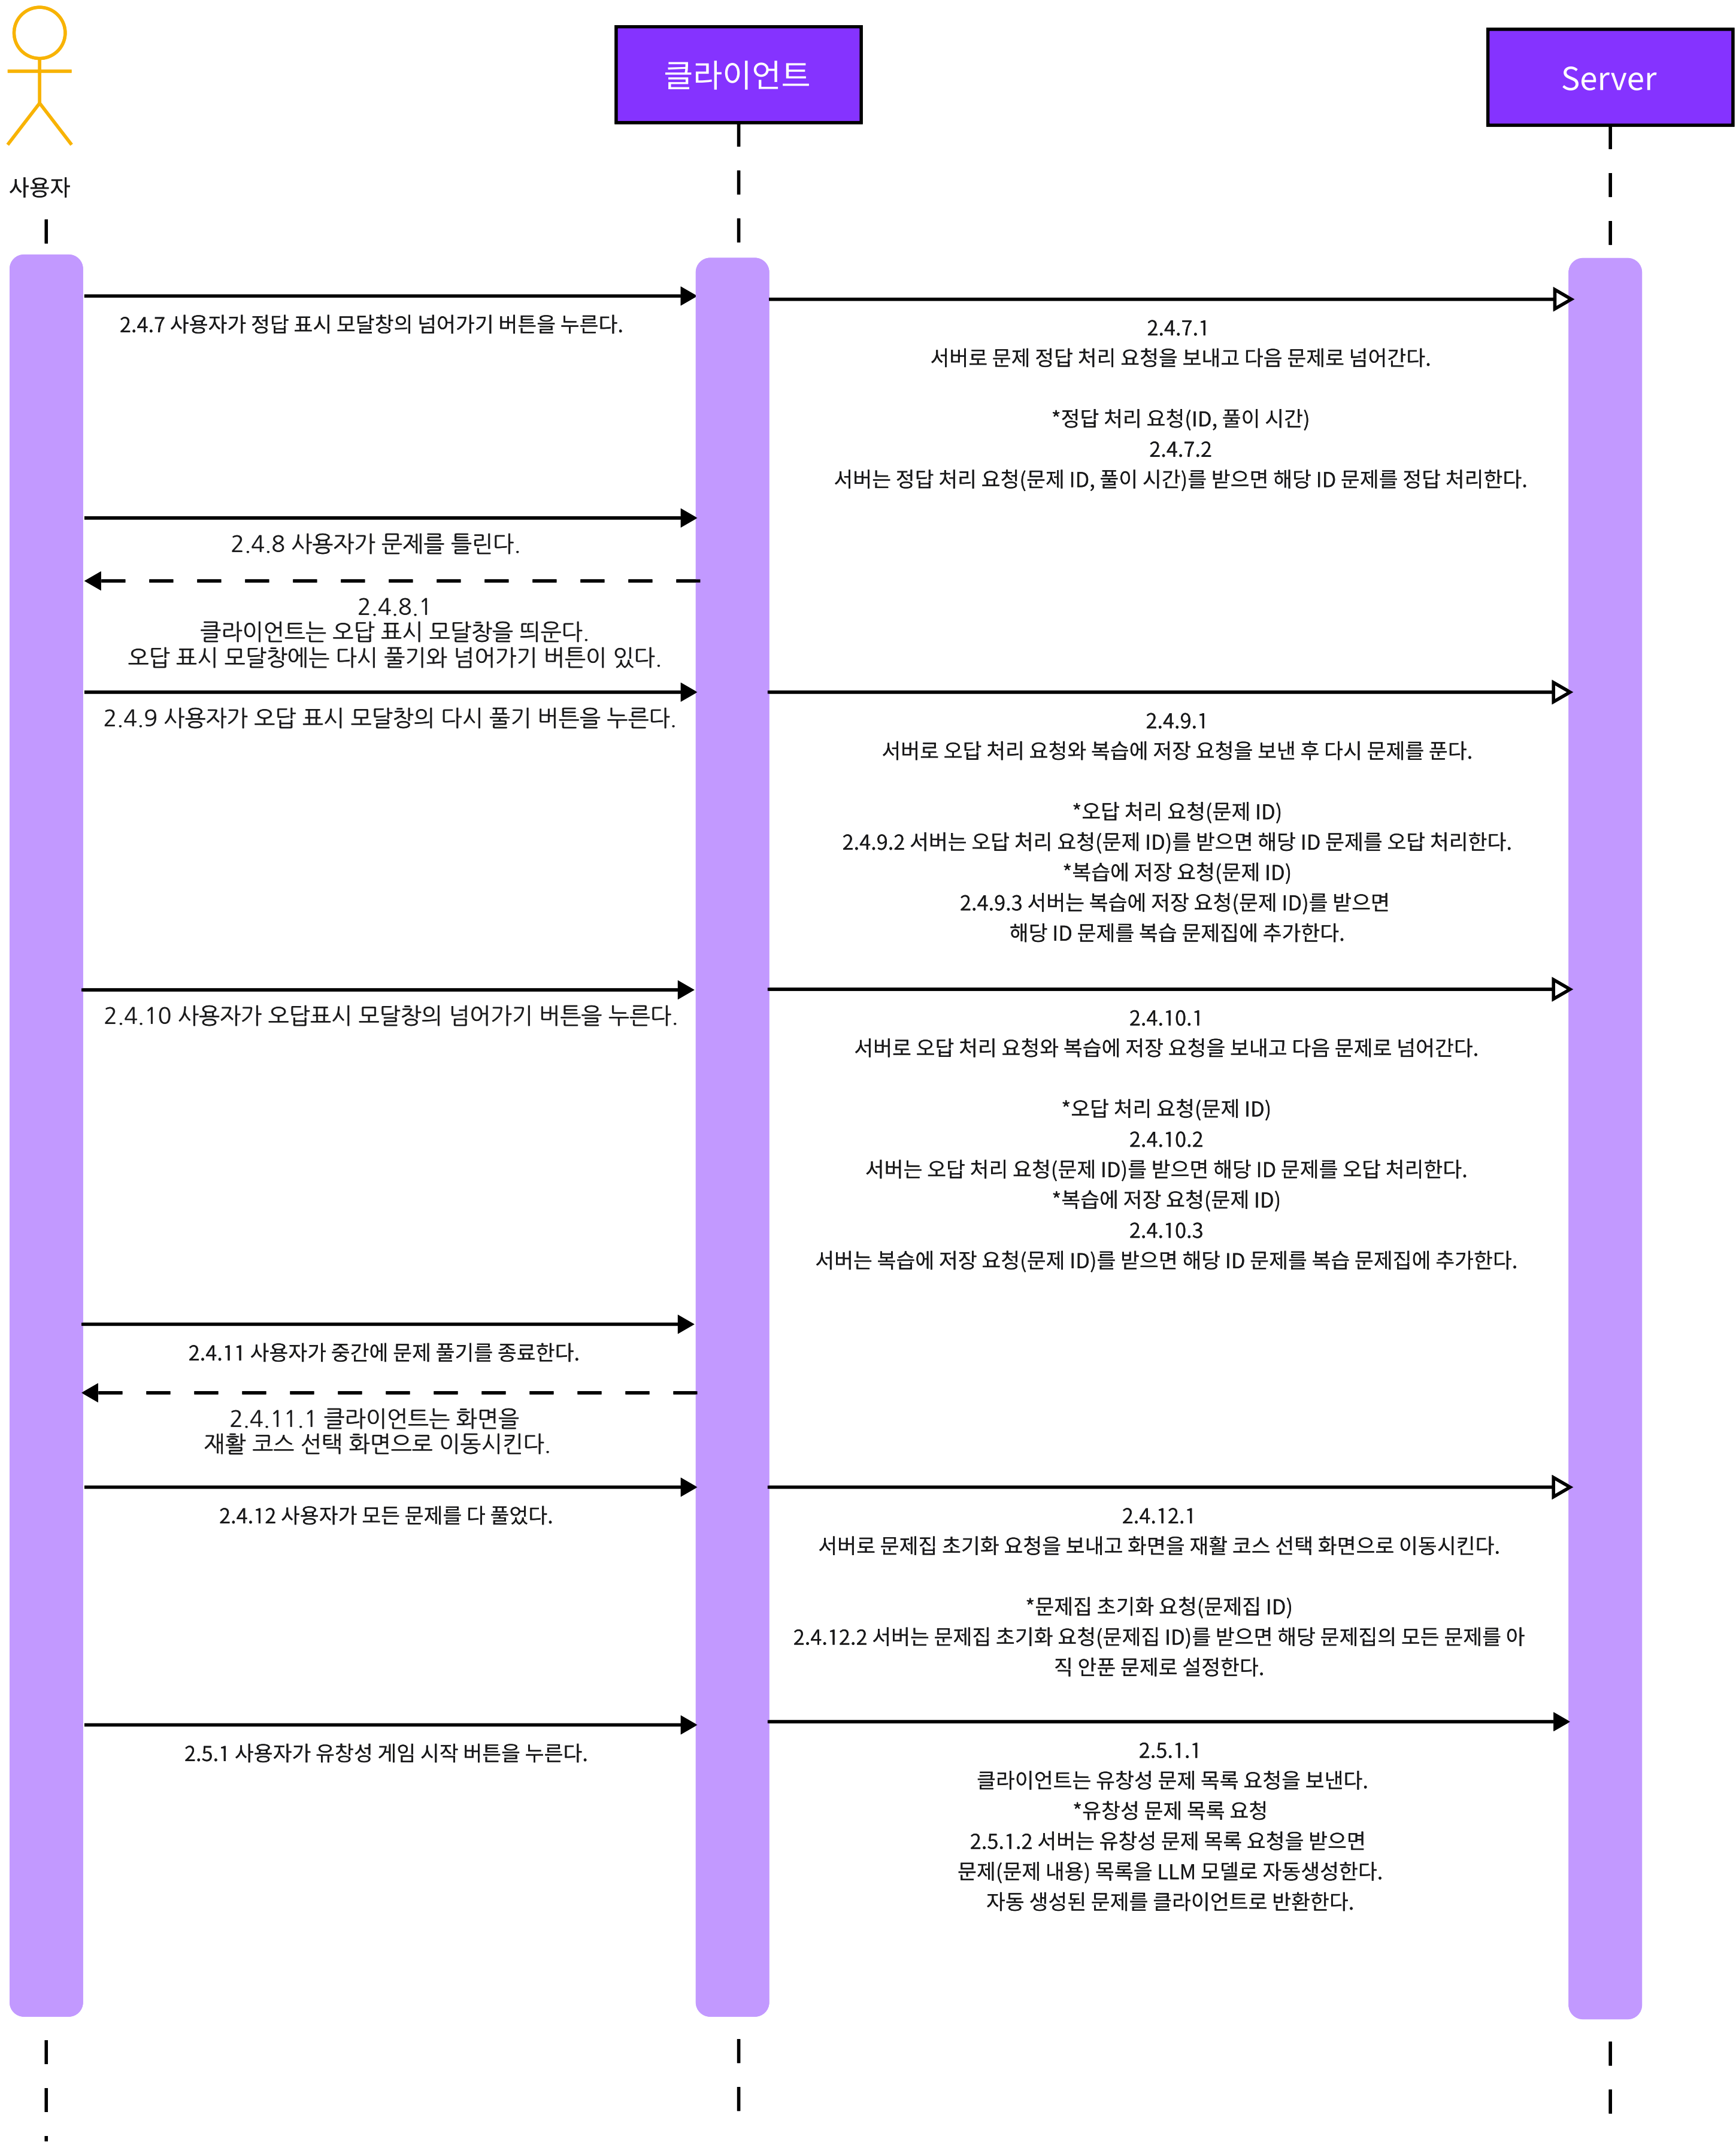 클라이언트
Server
사용자
2.4.7 사용자가 정답 표시 모달창의 넘어가기 버튼을 누른다.
2.4.7.1
서버로 문제 정답 처리 요청을 보내고 다음 문제로 넘어간다.
*정답 처리 요청(ID, 풀이 시간)
2.4.7.2
서버는 정답 처리 요청(문제 ID, 풀이 시간)를 받으면 해당 ID 문제를 정답 처리한다.
2.4.8 사용자가 문제를 틀린다.
2.4.8.1
클라이언트는 오답 표시 모달창을 띄운다.
오답 표시 모달창에는 다시 풀기와 넘어가기 버튼이 있다.
2.4.9 사용자가 오답 표시 모달창의 다시 풀기 버튼을 누른다.
2.4.9.1
서버로 오답 처리 요청와 복습에 저장 요청을 보낸 후 다시 문제를 푼다.
*오답 처리 요청(문제 ID)
2.4.9.2 서버는 오답 처리 요청(문제 ID)를 받으면 해당 ID 문제를 오답 처리한다.
*복습에 저장 요청(문제 ID)
2.4.9.3 서버는 복습에 저장 요청(문제 ID)를 받으면
해당 ID 문제를 복습 문제집에 추가한다.
2.4.10 사용자가 오답표시 모달창의 넘어가기 버튼을 누른다.
2.4.10.1
서버로 오답 처리 요청와 복습에 저장 요청을 보내고 다음 문제로 넘어간다.
*오답 처리 요청(문제 ID)
2.4.10.2
서버는 오답 처리 요청(문제 ID)를 받으면 해당 ID 문제를 오답 처리한다.
*복습에 저장 요청(문제 ID)
2.4.10.3
서버는 복습에 저장 요청(문제 ID)를 받으면 해당 ID 문제를 복습 문제집에 추가한다.
2.4.11 사용자가 중간에 문제 풀기를 종료한다.
2.4.11.1 클라이언트는 화면을
재활 코스 선택 화면으로 이동시킨다.
2.4.12 사용자가 모든 문제를 다 풀었다.
2.4.12.1
서버로 문제집 초기화 요청을 보내고 화면을 재활 코스 선택 화면으로 이동시킨다.
*문제집 초기화 요청(문제집 ID)
2.4.12.2 서버는 문제집 초기화 요청(문제집 ID)를 받으면 해당 문제집의 모든 문제를 아
직 안푼 문제로 설정한다.
2.5.1 사용자가 유창성 게임 시작 버튼을 누른다.
2.5.1.1
클라이언트는 유창성 문제 목록 요청을 보낸다.
*유창성 문제 목록 요청
2.5.1.2 서버는 유창성 문제 목록 요청을 받으면
문제(문제 내용) 목록을 LLM 모델로 자동생성한다.
자동 생성된 문제를 클라이언트로 반환한다.